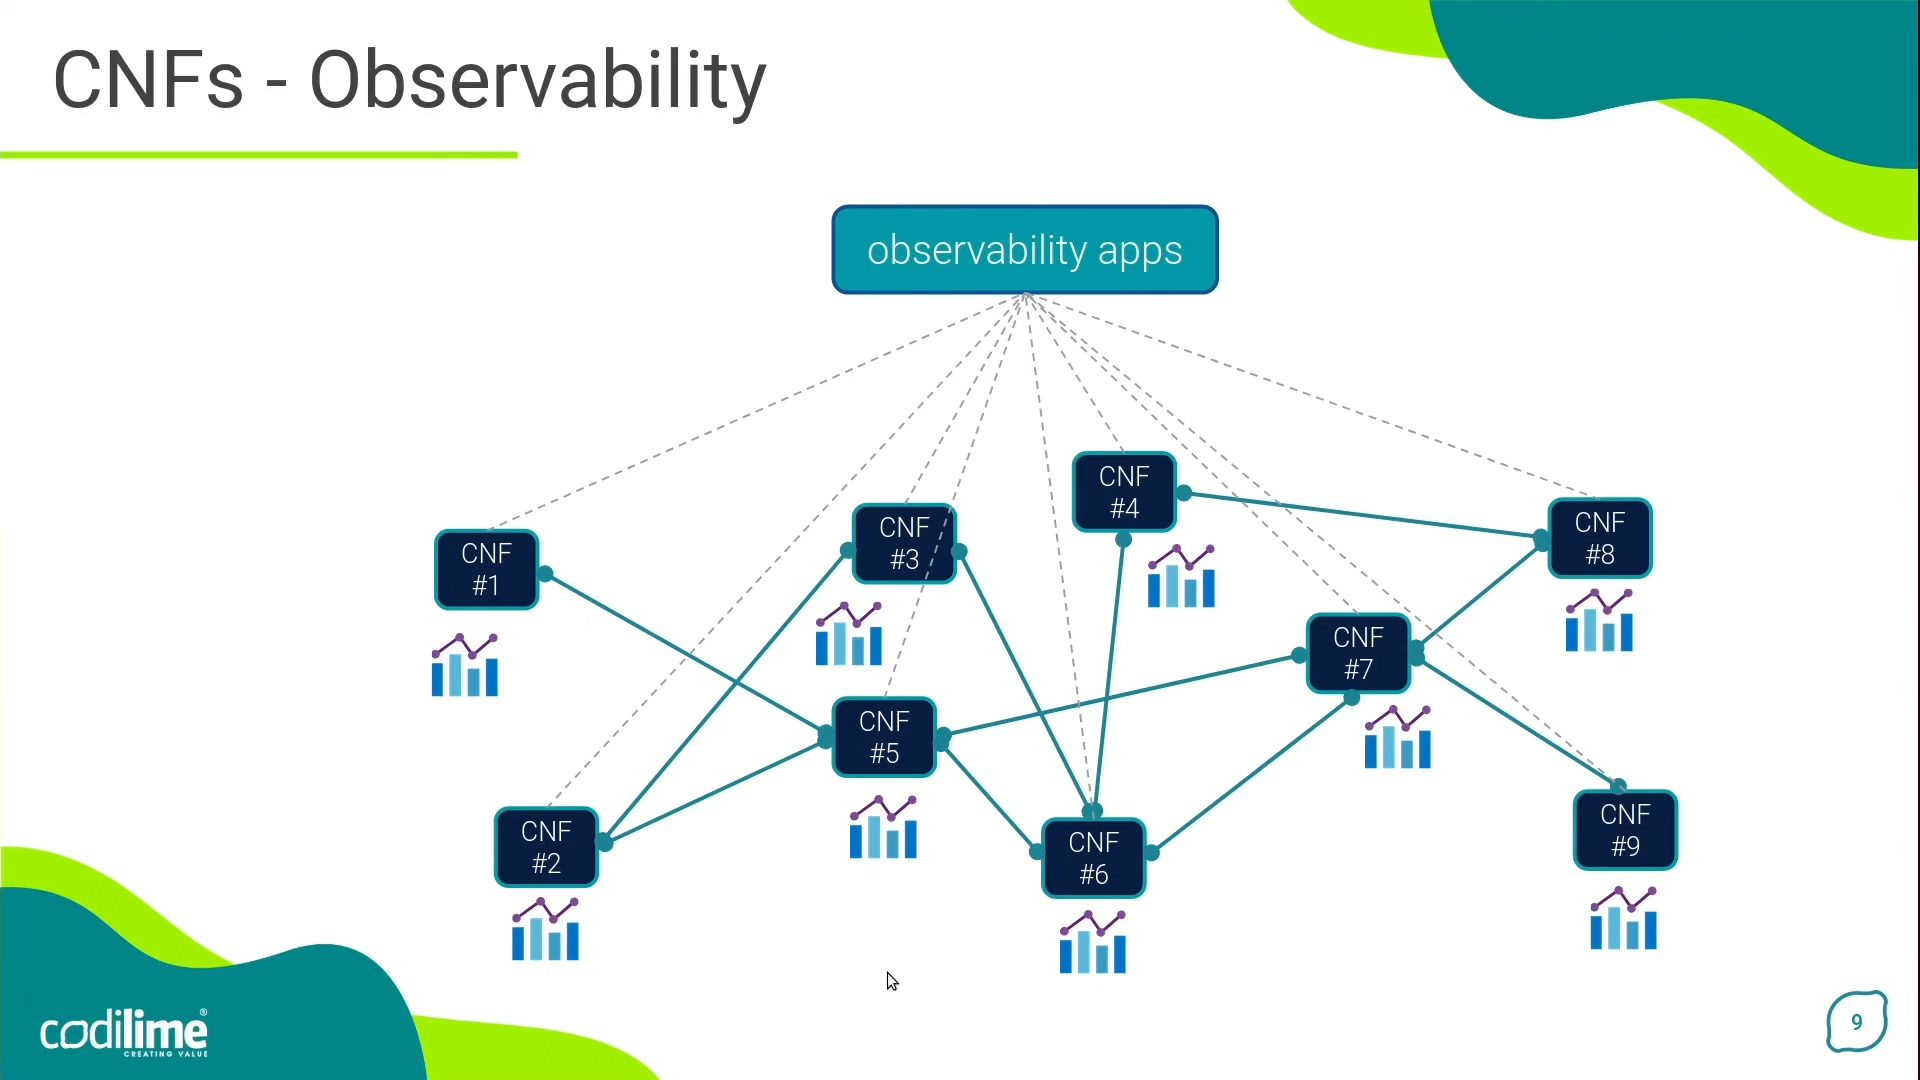 CNFs - Observability
observability apps
CNF
#4
CNF
#8
CNF
#3
CNF
#1
CNF
#7
CNF
#5
CNF
#9
CNF
#2
CNF
#6
codilime®
CREATING VALUE
9